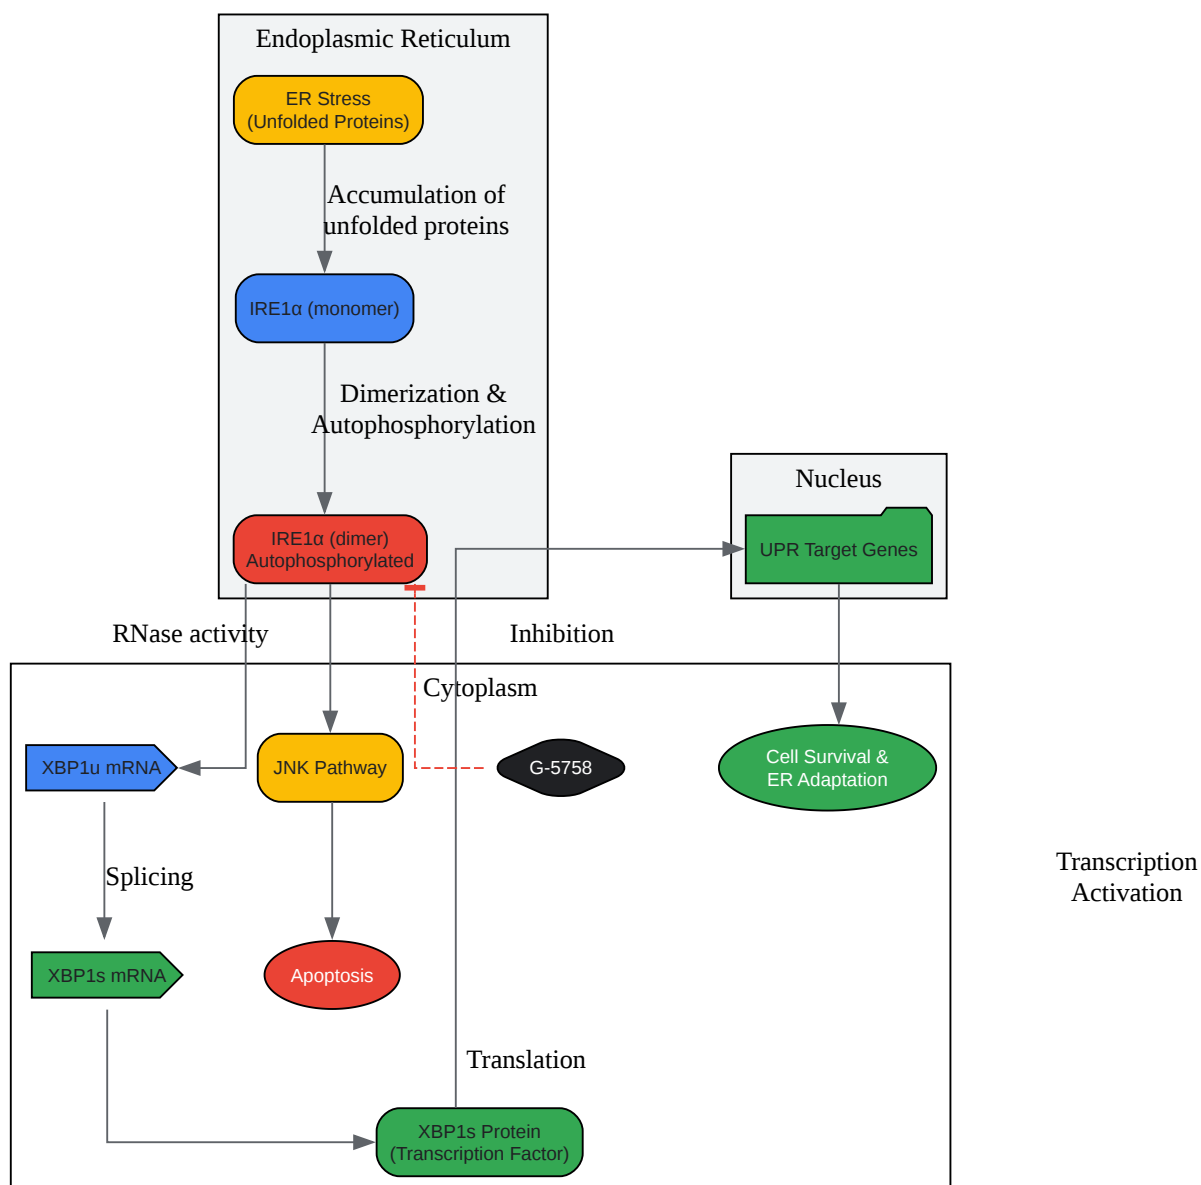 Endoplasmic Reticulum
ER Stress
(Unfolded Proteins)
Accumulation of
unfolded proteins
IRE1α (monomer)
Dimerization &
Autophosphorylation
IRE1α (dimer)
Autophosphorylated
Nucleus
UPR Target Genes
RNase activity
Inhibition
Cytoplasm
XBP1u mRNA
JNK Pathway
G-5758
Cell Survival &
ER Adaptation
Splicing
Transcription
Activation
XBP1s mRNA
Apoptosis
Translation
XBP1s Protein
(Transcription Factor)